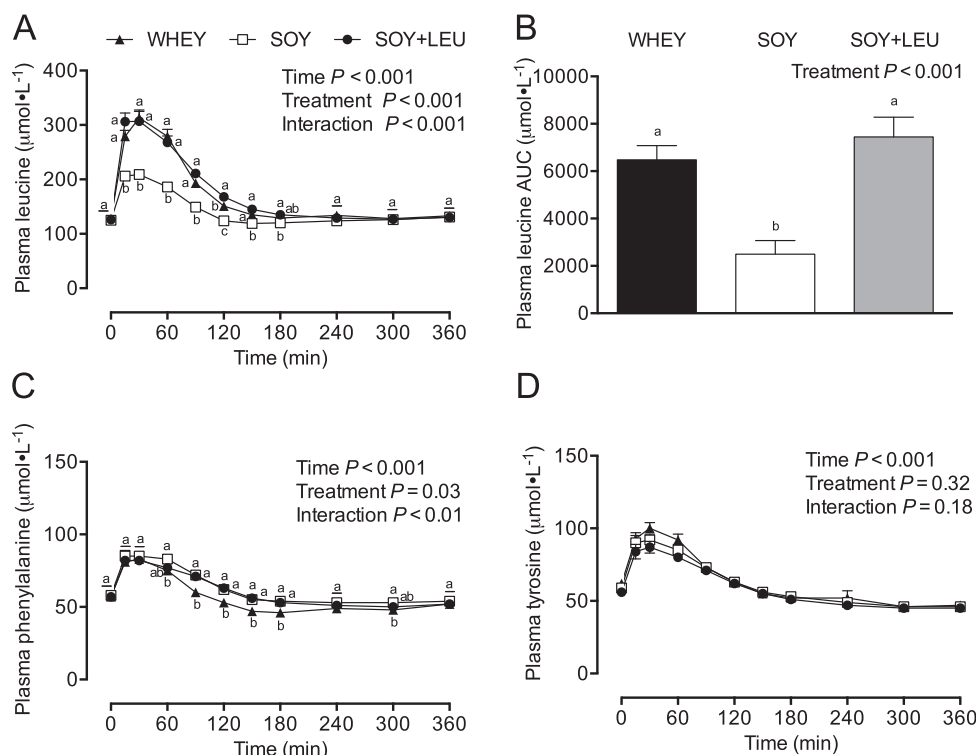 A
WHEY SOY SOY+LEU
Time P < 0.001
Treatment P < 0.001
Interaction P < 0.001
Plasma leucine (μmol•L-1)
400
300
200
100
0
a a a a a a a a a a a a a a ab a a a
b b b b b c b b
0 60 120 180 240 300 360
Time (min)
B
WHEY SOY SOY+LEU
Treatment P < 0.001
Plasma leucine AUC (μmol•L-1)
10000
8000
6000
4000
2000
0
a b a
C
Time P < 0.001
Treatment P = 0.03
Interaction P < 0.01
Plasma phenylalanine (μmol•L-1)
150
100
50
0
a a a a ab a a a a a a a a a ab a
b b b b b b
0 60 120 180 240 300 360
Time (min)
D
Time P < 0.001
Treatment P = 0.32
Interaction P = 0.18
Plasma tyrosine (μmol•L-1)
150
100
50
0
0 60 120 180 240 300 360
Time (min)